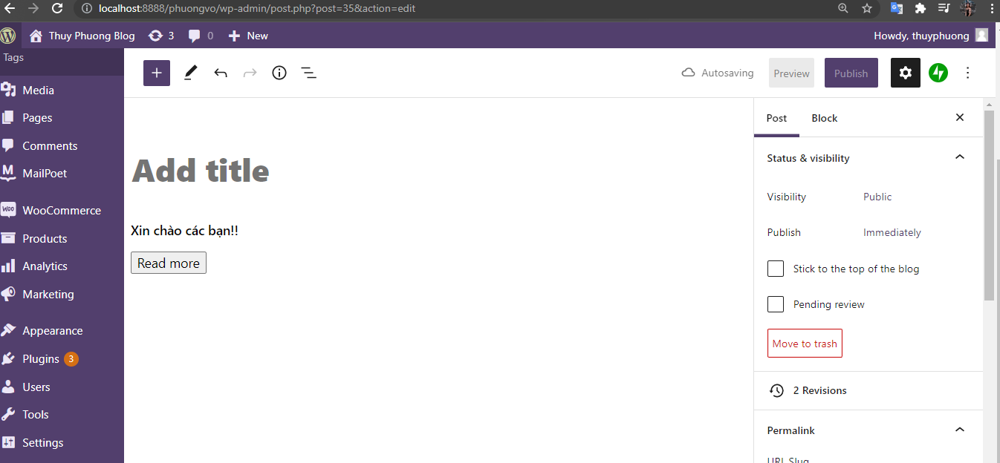 localhost:8888/phuongvo/wp-admin/post.php?post=35&action=edit
Thuy Phuong Blog 3 0 New Howdy, thuyphuong
Tags
Media
Pages
Comments
MailPoet
WooCommerce
Products
Analytics
Marketing
Appearance
Plugins 3
Users
Tools
Settings
Autosaving Preview Publish
Add title
Xin chào các bạn!!
Read more
Post Block
Status & visibility
Visibility Public
Publish Immediately
Stick to the top of the blog
Pending review
Move to trash
2 Revisions
Permalink
URL Slug